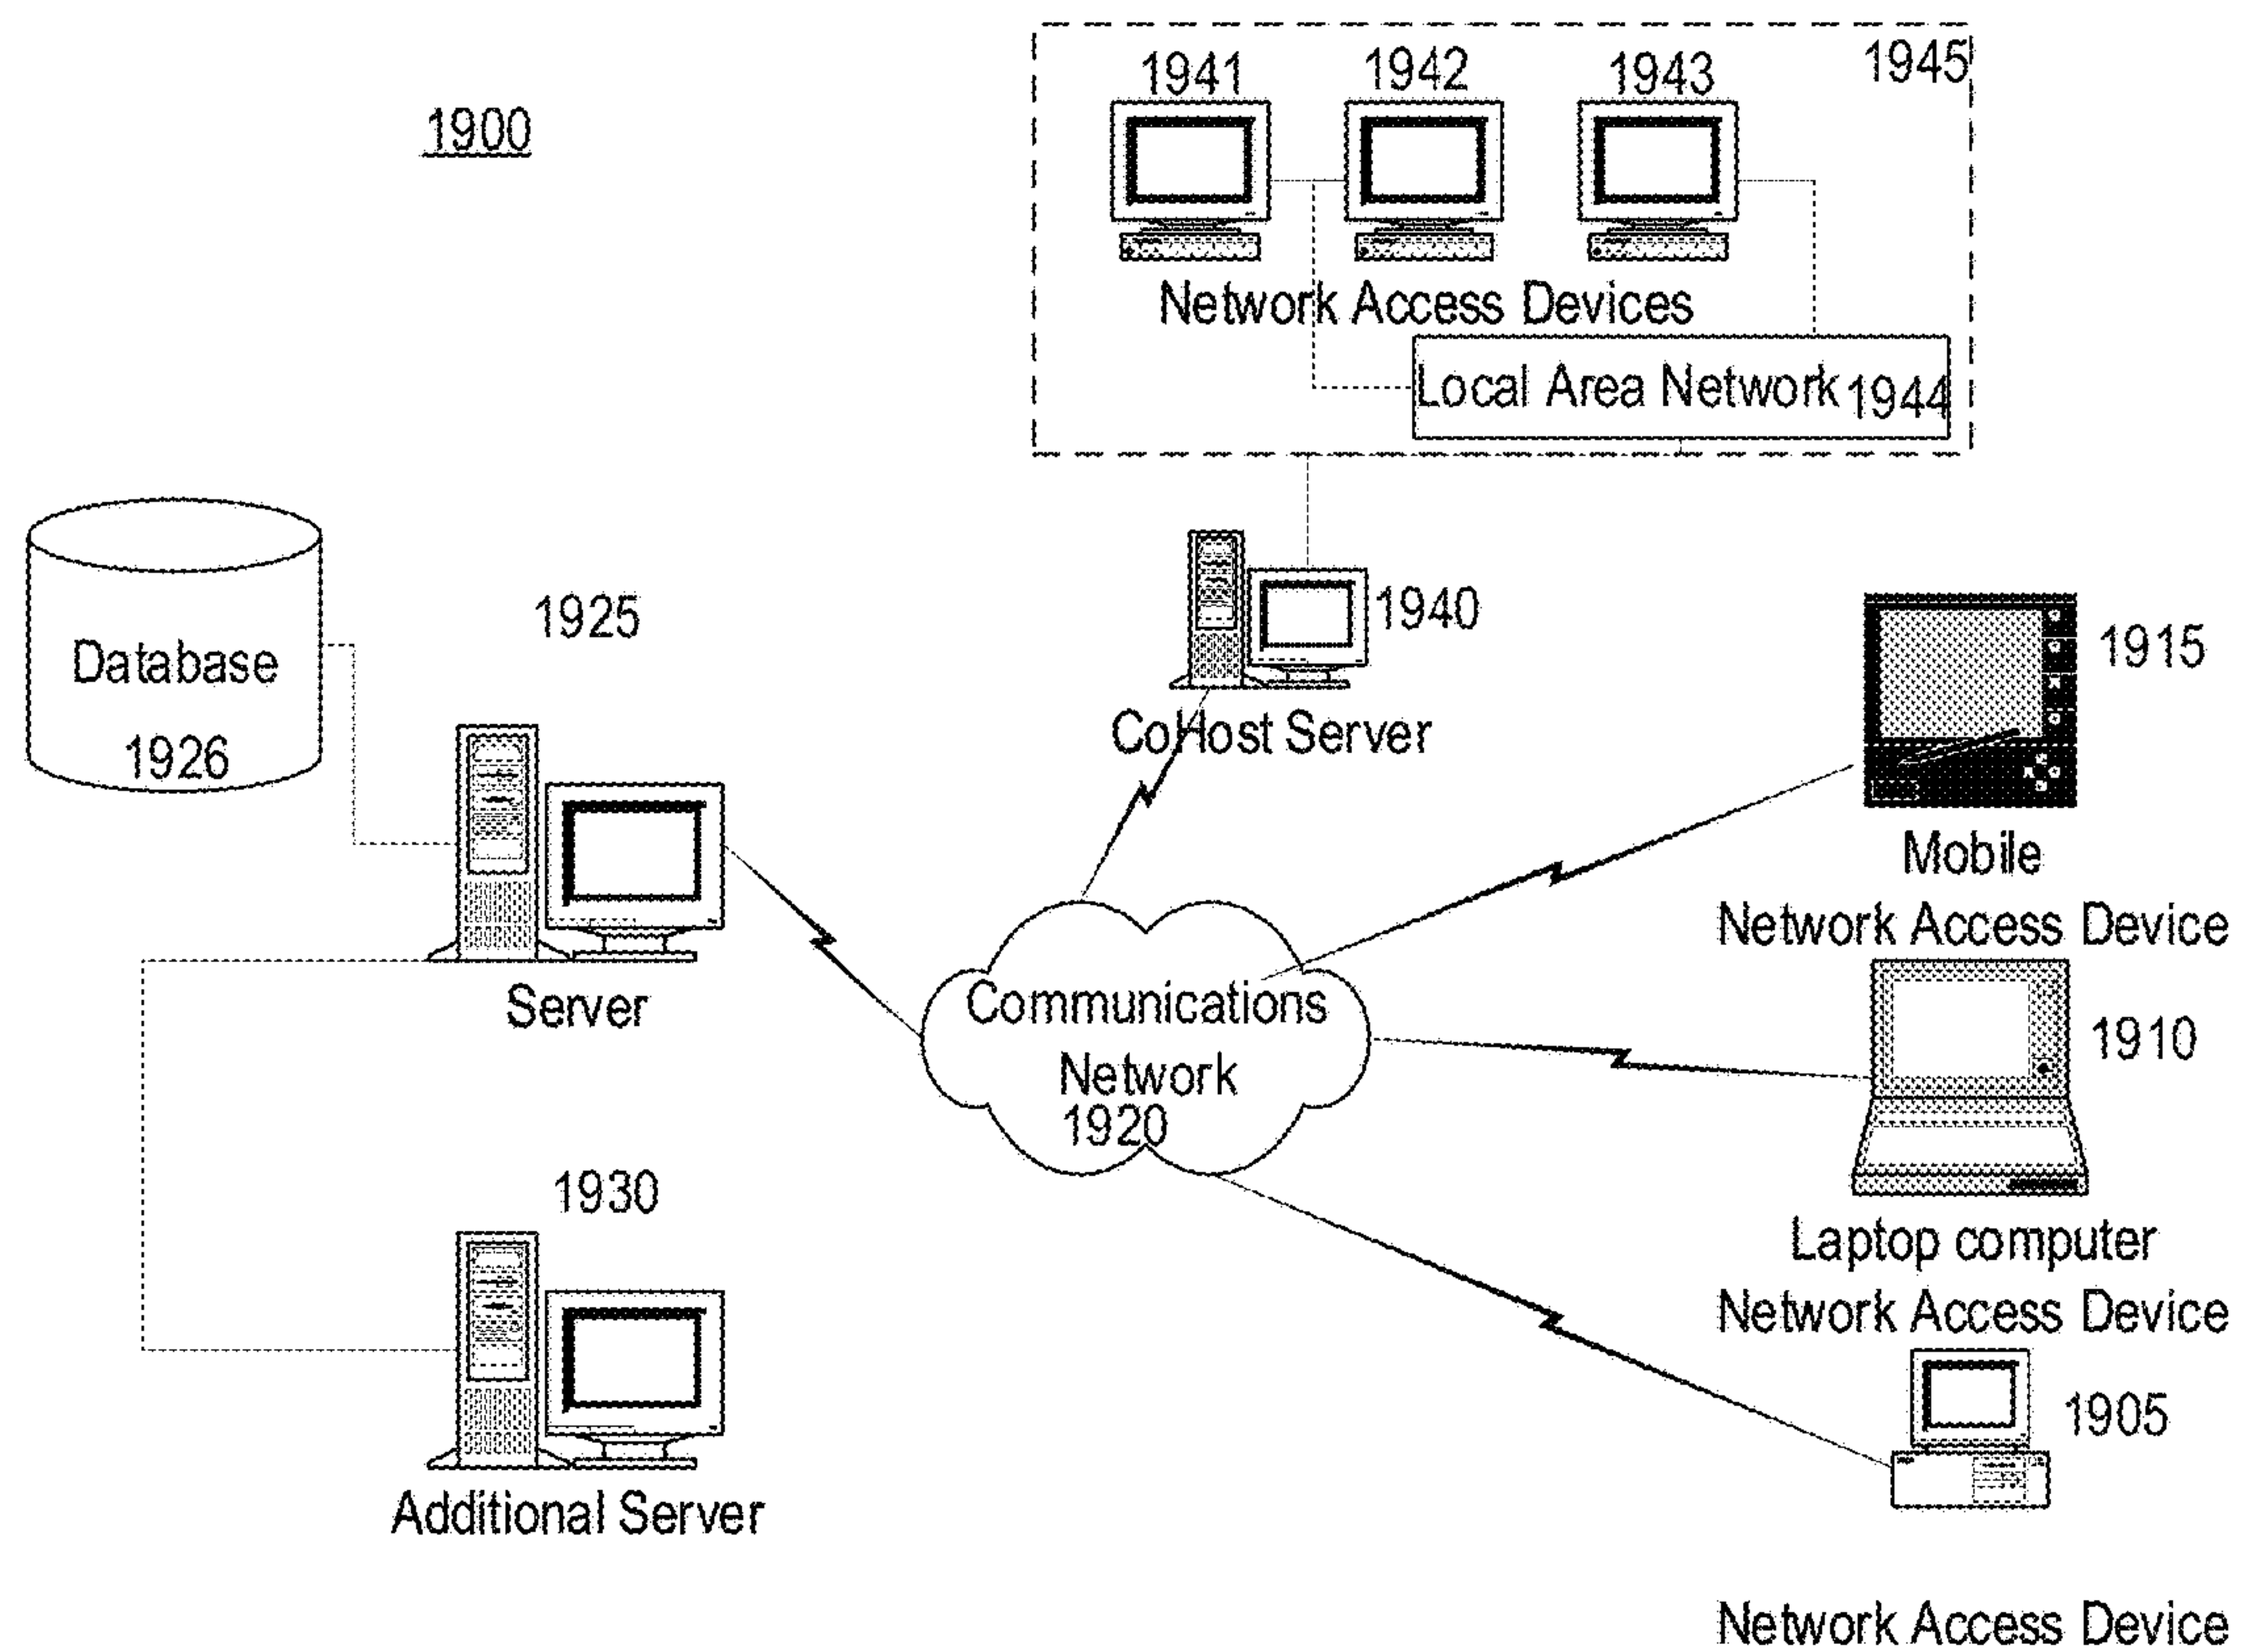 1900
1941
1942
1943
1945
Network Access Devices
Local Area Network 1944
Database
1926
1925
Server
1940
CoHost Server
1915
Mobile
Network Access Device
Communications
Network
1920
1910
Laptop computer
Network Access Device
1930
Additional Server
1905
Network Access Device